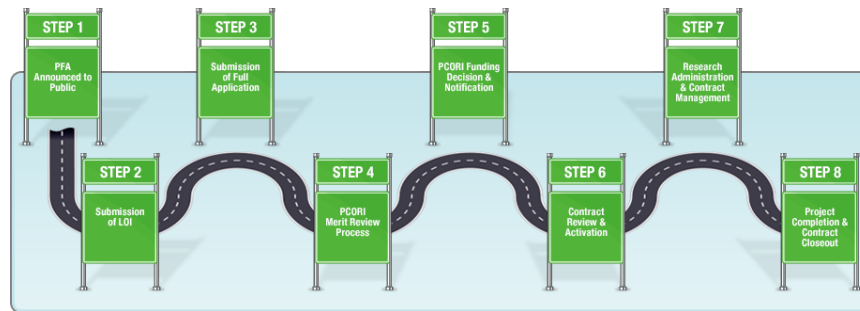 STEP 1
PFA
Announced to
Public
STEP 2
Submission
of LOI
STEP 3
Submission
of Full
Application
STEP 4
PCORI
Merit Review
Process
STEP 5
PCORI Funding
Decision &
Notification
STEP 6
Contract
Review &
Activation
STEP 7
Research
Administration
& Contract
Management
STEP 8
Project
Completion &
Contract
Closeout